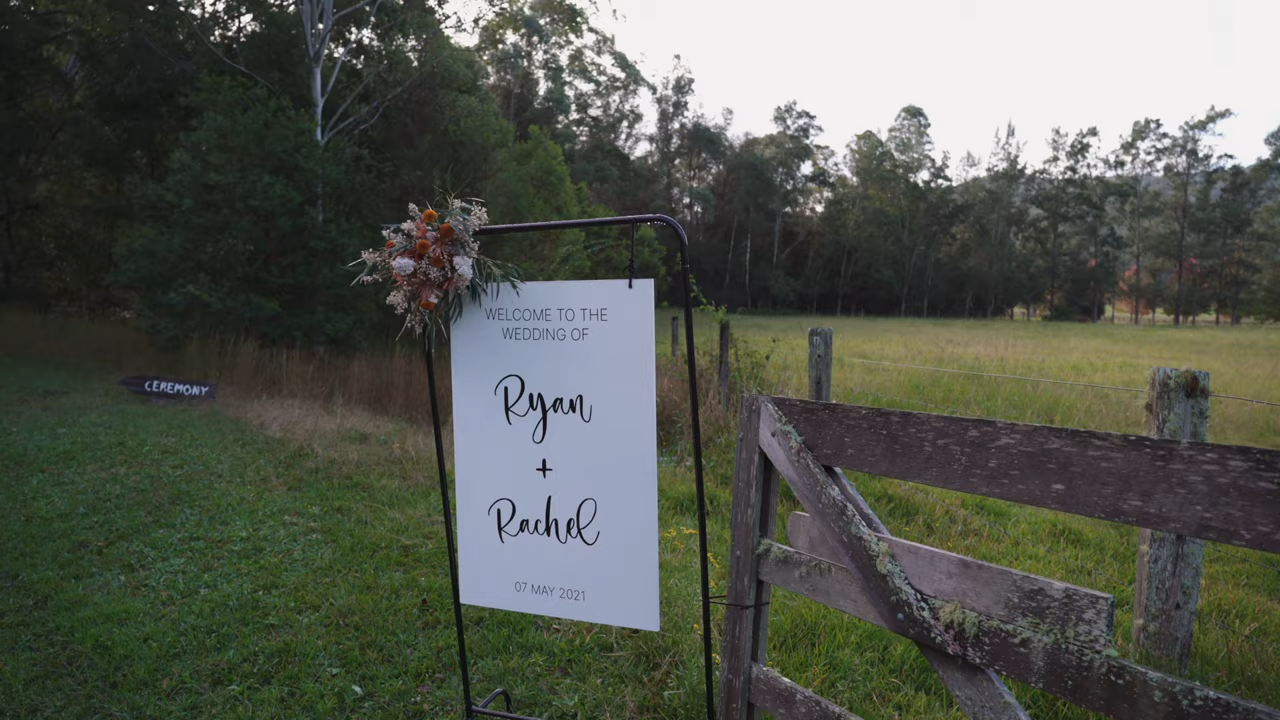 WELCOME TO THE
WEDDING OF
Ryan
+
Rachel
07 MAY 2021
CEREMONY